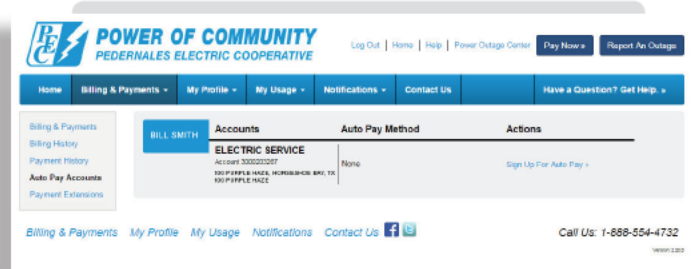 PEC
POWER OF COMMUNITY
PEDERNALES ELECTRIC COOPERATIVE
Log Out | Home | Help | Power Outage Center
Pay Now »
Report An Outage
Home
Billing & Payments
My Profile
My Usage
Notifications
Contact Us
Have a Question? Get Help. »
Billing & Payments
Billing History
Payment History
Auto Pay Accounts
Payment Extensions
BILL SMITH
Accounts
Auto Pay Method
Actions
ELECTRIC SERVICE
Account 3000203267
100 PURPLE HAZE, HORSESHOE BAY, TX
100 PURPLE HAZE
None
Sign Up For Auto Pay »
Billing & Payments My Profile My Usage Notifications Contact Us
Call Us: 1-888-554-4732